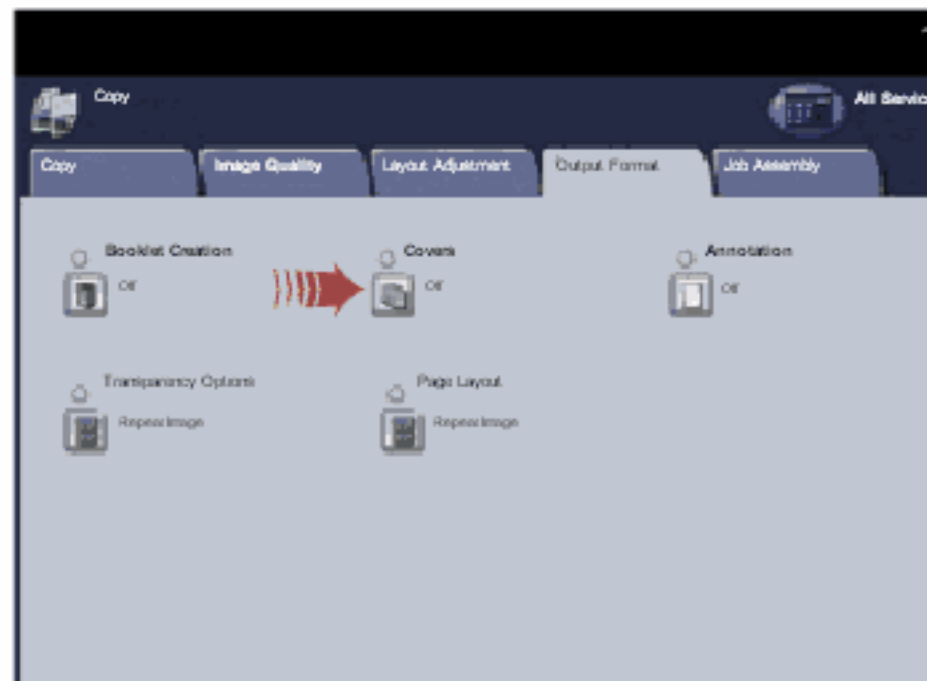 Copy
All Servic
Copy Image Quality Layout Adjustment Output Format Job Assembly
Booklet Creation Covers Annotation
Off Off Off
Transparency Options Page Layout
Repeat Image Repeat Image